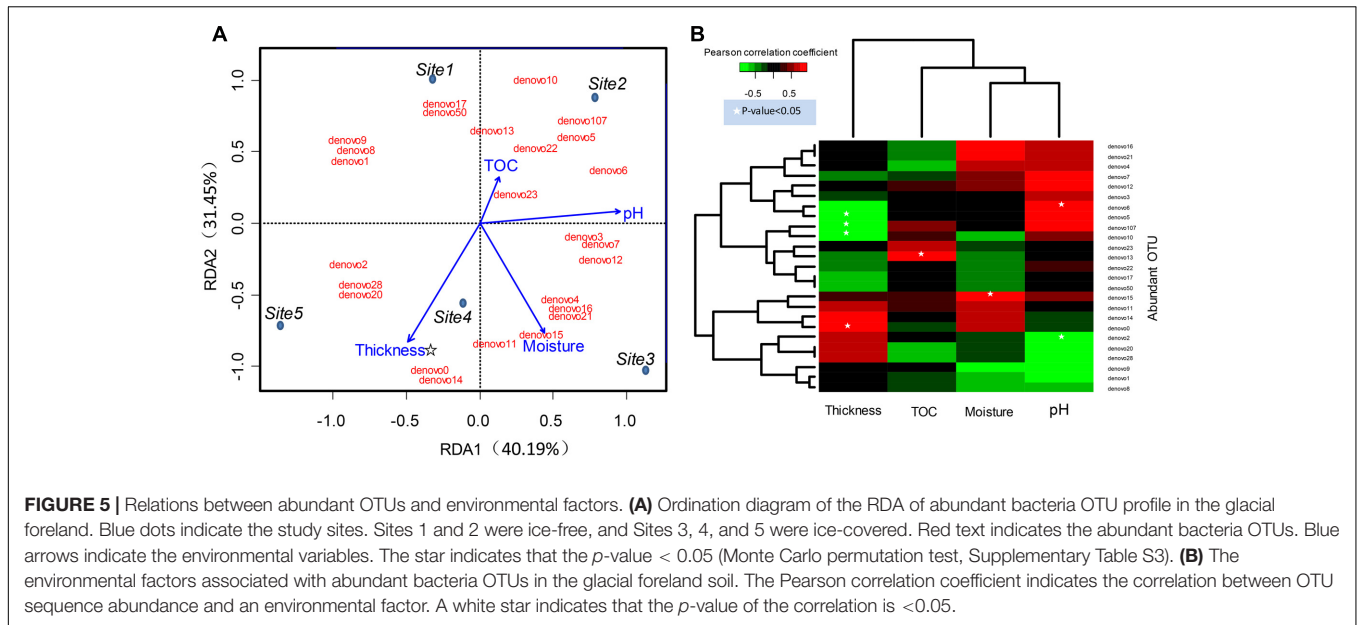 A
Site1
Site2
denovo10
denovo17
denovo50
denovo107
denovo13
denovo5
denovo9
denovo8
denovo22
denovo1
TOC
denovo6
denovo23
pH
denovo3
denovo7
denovo2
denovo12
denovo28
denovo20
denovo4
denovo16
denovo21
Site5
Site4
denovo15
denovo11
Thickness☆
Moisture
Site3
denovo0
denovo14
1.0
0.5
0.0
-0.5
-1.0
RDA2 (31.45%)
-1.0 -0.5 0.0 0.5 1.0
RDA1 (40.19%)
B
Pearson correlation coefficient
-0.5 0.5
★P-value<0.05
denovo16
denovo21
denovo4
denovo7
denovo12
denovo3
denovo6
denovo5
denovo107
denovo10
denovo23
denovo13
denovo22
denovo17
denovo50
denovo15
denovo11
denovo14
denovo0
denovo2
denovo20
denovo28
denovo9
denovo1
denovo8
Abundant OTU
Thickness TOC Moisture pH
FIGURE 5 | Relations between abundant OTUs and environmental factors. (A) Ordination diagram of the RDA of abundant bacteria OTU profile in the glacial
foreland. Blue dots indicate the study sites. Sites 1 and 2 were ice-free, and Sites 3, 4, and 5 were ice-covered. Red text indicates the abundant bacteria OTUs. Blue
arrows indicate the environmental variables. The star indicates that the p-value < 0.05 (Monte Carlo permutation test, Supplementary Table S3). (B) The
environmental factors associated with abundant bacteria OTUs in the glacial foreland soil. The Pearson correlation coefficient indicates the correlation between OTU
sequence abundance and an environmental factor. A white star indicates that the p-value of the correlation is <0.05.